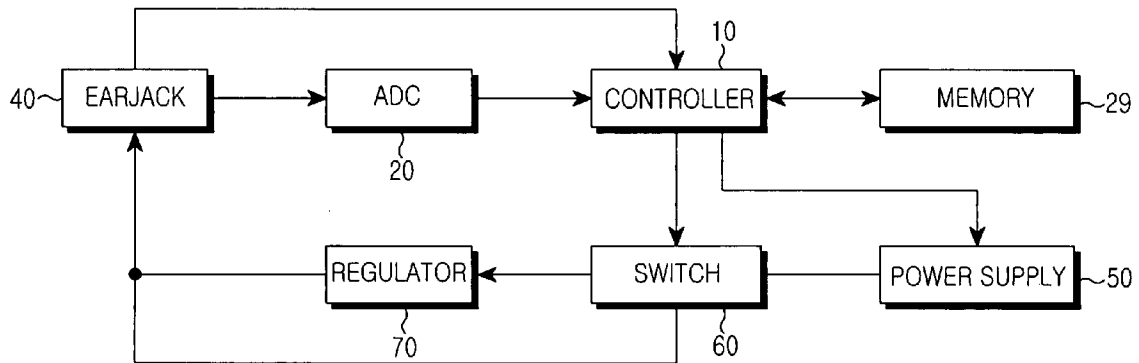 10
40
EARJACK
ADC
CONTROLLER
MEMORY
29
20
REGULATOR
SWITCH
POWER SUPPLY
50
70
60